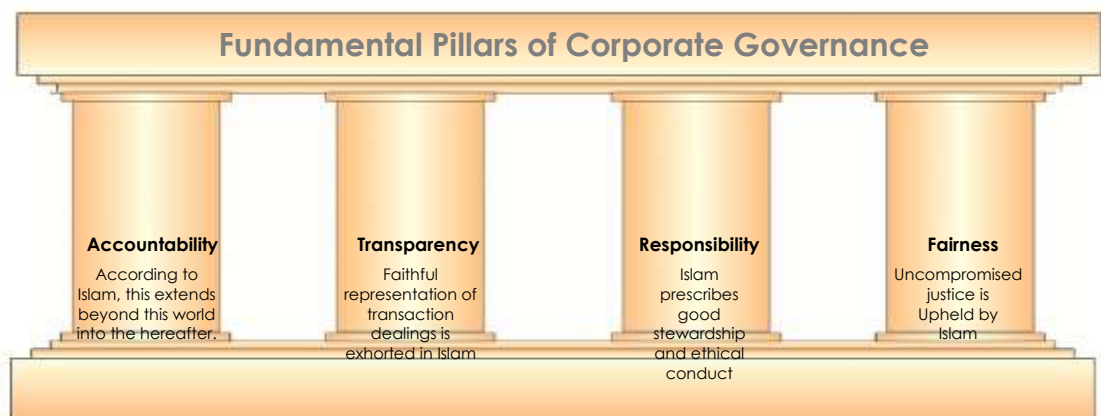 Fundamental Pillars of Corporate Governance
Accountability
According to
Islam, this extends
beyond this world
into the hereafter.
Transparency
Faithful
representation of
transaction
dealings is
exhorted in Islam
Responsibility
Islam
prescribes
good
stewardship
and ethical
conduct
Fairness
Uncompromised
justice is
Upheld by
Islam